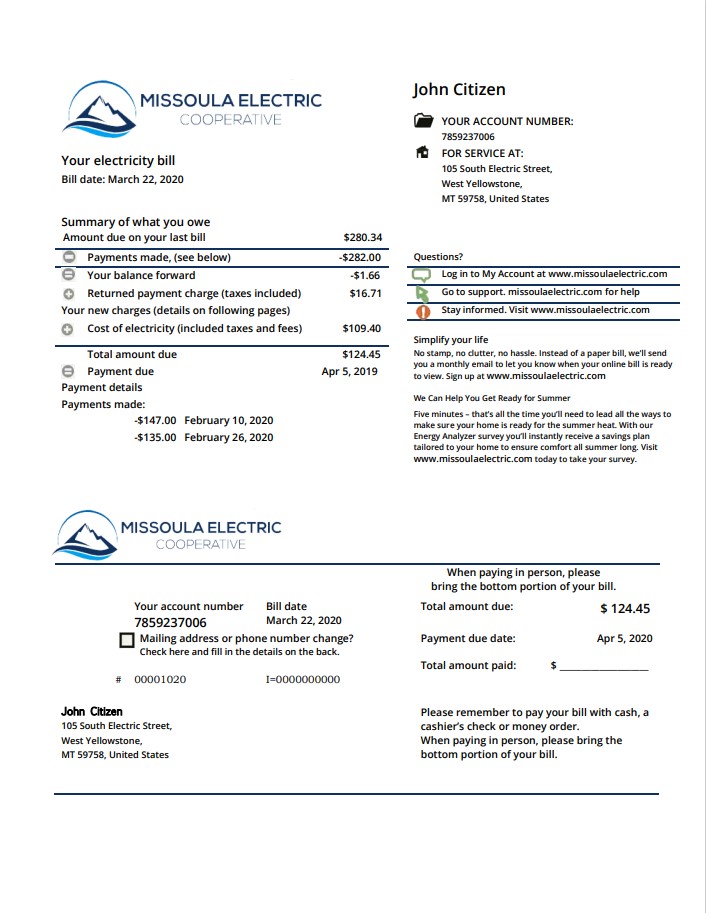 MISSOULA ELECTRIC
COOPERATIVE
Your electricity bill
Bill date: March 22, 2020
John Citizen
YOUR ACCOUNT NUMBER:
7859237006
FOR SERVICE AT:
105 South Electric Street,
West Yellowstone,
MT 59758, United States
Summary of what you owe
Amount due on your last bill $280.34
Payments made, (see below) -$282.00
Your balance forward -$1.66
Returned payment charge (taxes included) $16.71
Your new charges (details on following pages)
Cost of electricity (included taxes and fees) $109.40
Total amount due $124.45
Payment due Apr 5, 2019
Payment details
Payments made:
-$147.00 February 10, 2020
-$135.00 February 26, 2020
Questions?
Log in to My Account at www.missoulaelectric.com
Go to support. missoulaelectric.com for help
Stay informed. Visit www.missoulaelectric.com
Simplify your life
No stamp, no clutter, no hassle. Instead of a paper bill, we'll send
you a monthly email to let you know when your online bill is ready
to view. Sign up at www.missoulaelectric.com
We Can Help You Get Ready for Summer
Five minutes – that's all the time you'll need to lead all the ways to
make sure your home is ready for the summer heat. With our
Energy Analyzer survey you'll instantly receive a savings plan
tailored to your home to ensure comfort all summer long. Visit
www.missoulaelectric.com today to take your survey.
MISSOULA ELECTRIC
COOPERATIVE
When paying in person, please
bring the bottom portion of your bill.
Your account number Bill date
7859237006 March 22, 2020
Mailing address or phone number change?
Check here and fill in the details on the back.
# 00001020 I=0000000000
Total amount due: $ 124.45
Payment due date: Apr 5, 2020
Total amount paid: $ __________________
John Citizen
105 South Electric Street,
West Yellowstone,
MT 59758, United States
Please remember to pay your bill with cash, a
cashier's check or money order.
When paying in person, please bring the
bottom portion of your bill.